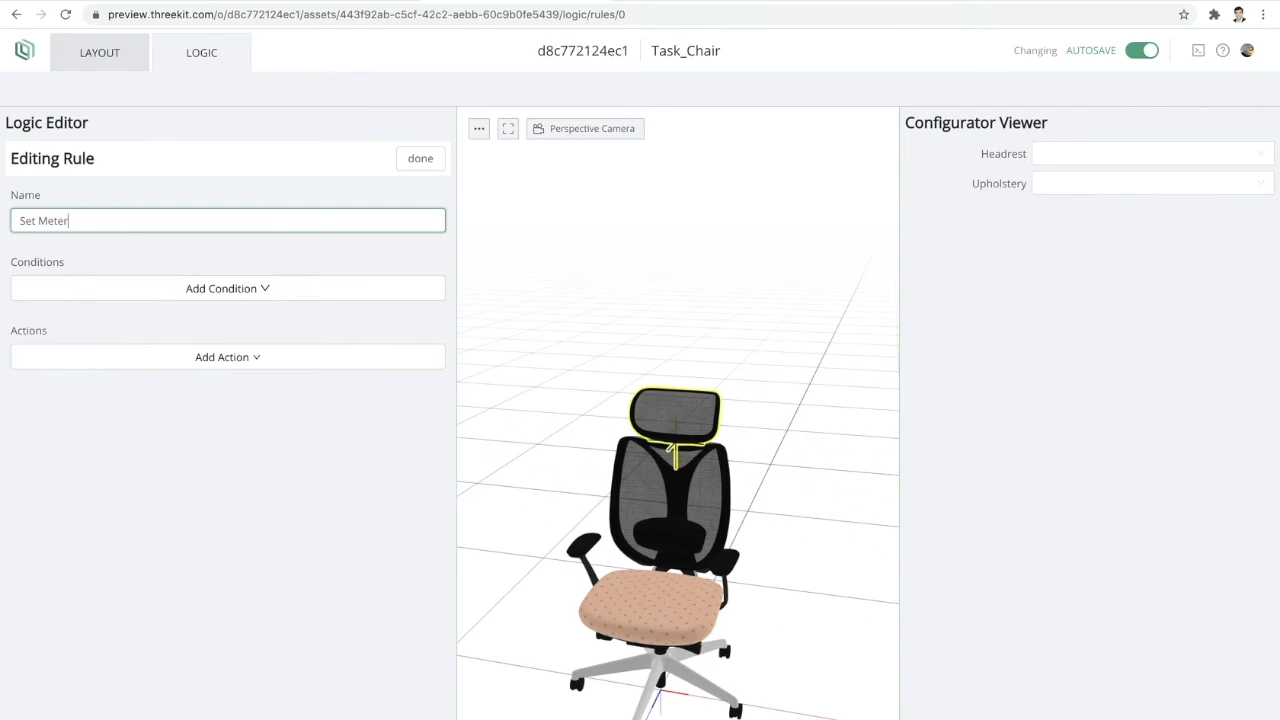 preview.threekit.com/o/d8c772124ec1/assets/443f92ab-c5cf-42c2-aebb-60c9b0fe5439/logic/rules/0
LAYOUT
LOGIC
d8c772124ec1
Task_Chair
Changing AUTOSAVE
Logic Editor
Editing Rule
done
Name
Set Meter
Conditions
Add Condition
Actions
Add Action
Perspective Camera
Configurator Viewer
Headrest
Upholstery